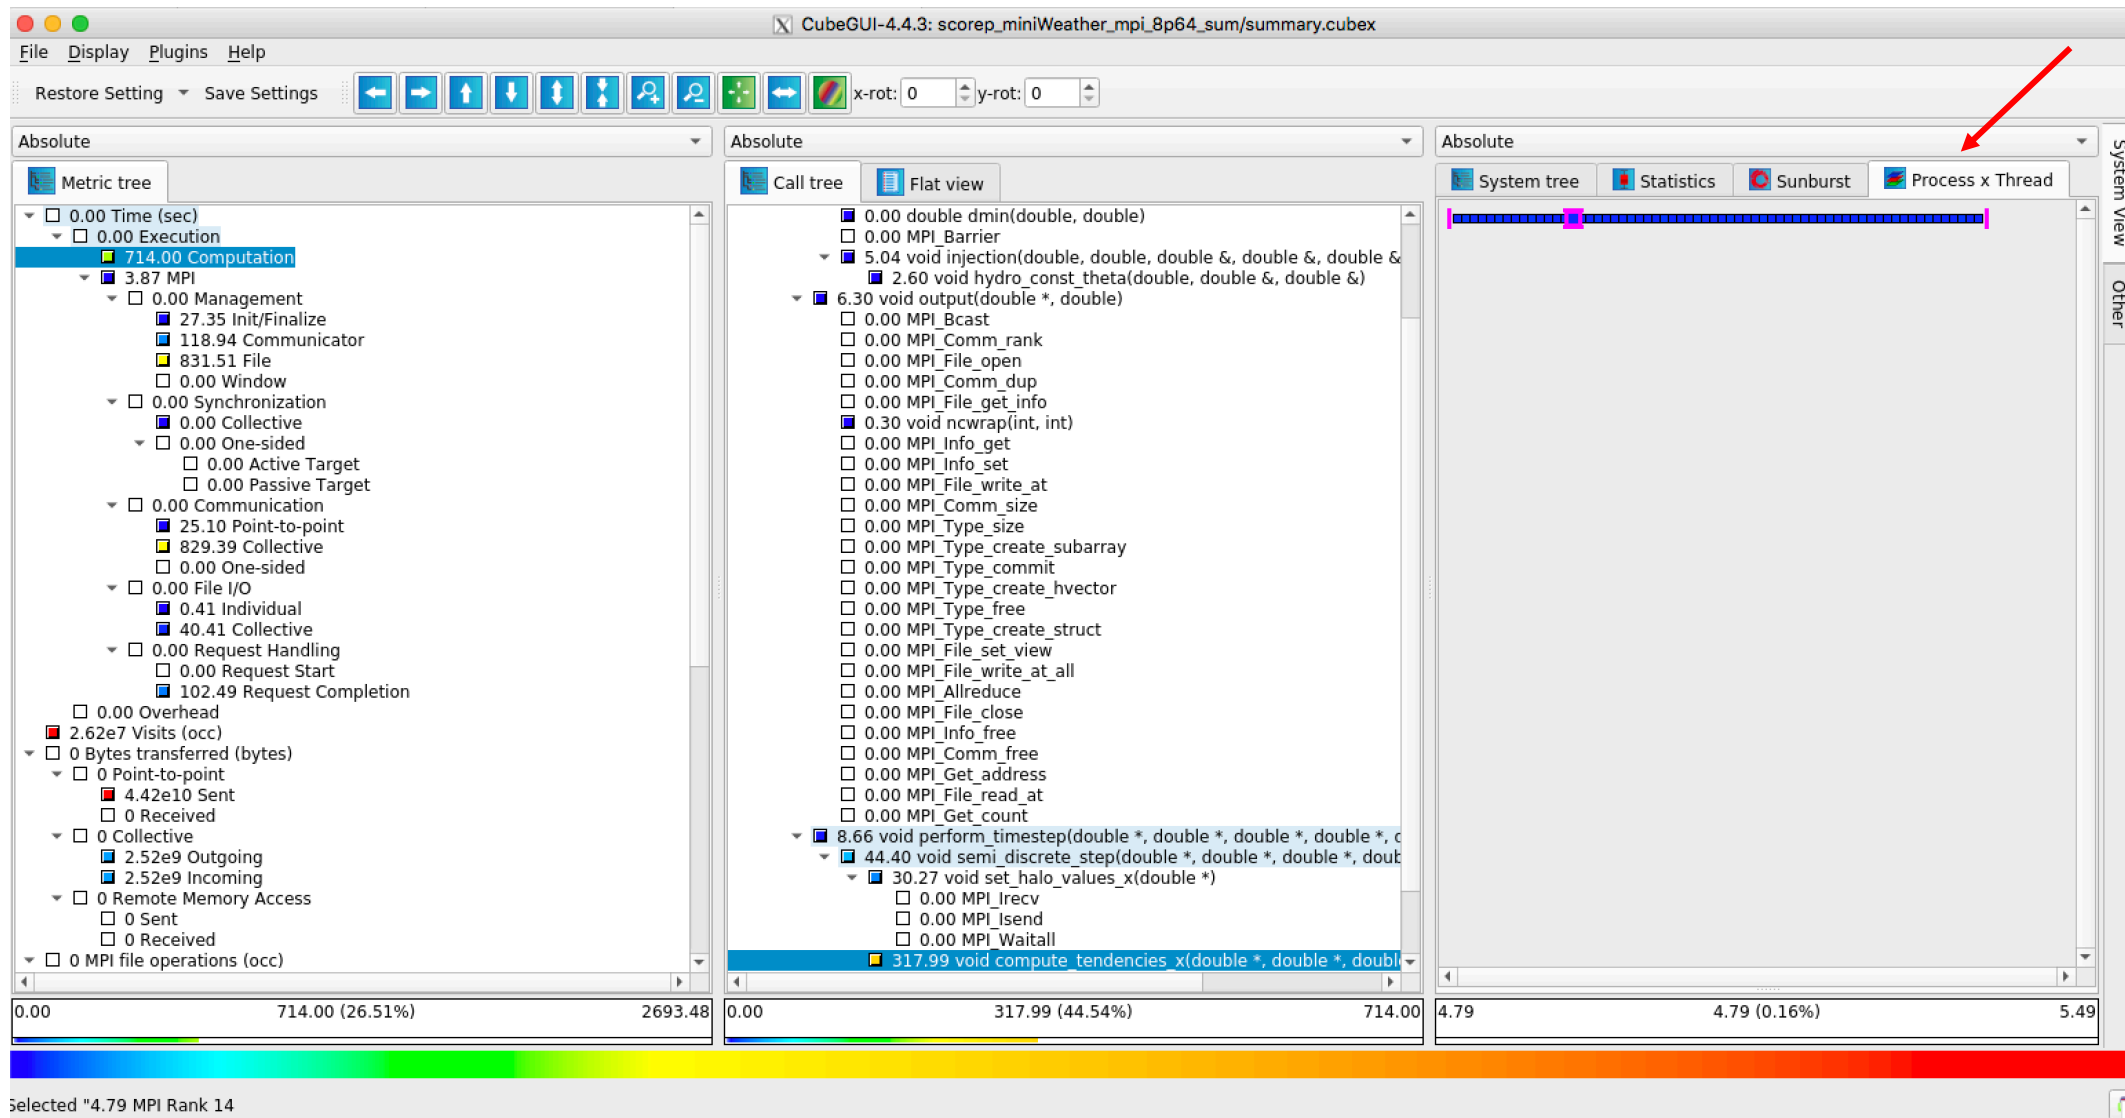 CubeGUI-4.4.3: scorep_miniWeather_mpi_8p64_sum/summary.cubex
File Display Plugins Help
Restore Setting Save Settings x-rot: 0 y-rot: 0
Absolute
Metric tree
0.00 Time (sec)
0.00 Execution
714.00 Computation
3.87 MPI
0.00 Management
27.35 Init/Finalize
118.94 Communicator
831.51 File
0.00 Window
0.00 Synchronization
0.00 Collective
0.00 One-sided
0.00 Active Target
0.00 Passive Target
0.00 Communication
25.10 Point-to-point
829.39 Collective
0.00 One-sided
0.00 File I/O
0.41 Individual
40.41 Collective
0.00 Request Handling
0.00 Request Start
102.49 Request Completion
0.00 Overhead
2.62e7 Visits (occ)
0 Bytes transferred (bytes)
0 Point-to-point
4.42e10 Sent
0 Received
0 Collective
2.52e9 Outgoing
2.52e9 Incoming
0 Remote Memory Access
0 Sent
0 Received
0 MPI file operations (occ)
0.00 714.00 (26.51%) 2693.48
Absolute
Call tree Flat view
0.00 double dmin(double, double)
0.00 MPI_Barrier
5.04 void injection(double, double, double &, double &, double &
2.60 void hydro_const_theta(double, double &, double &)
6.30 void output(double *, double)
0.00 MPI_Bcast
0.00 MPI_Comm_rank
0.00 MPI_File_open
0.00 MPI_Comm_dup
0.00 MPI_File_get_info
0.30 void ncwrap(int, int)
0.00 MPI_Info_get
0.00 MPI_Info_set
0.00 MPI_File_write_at
0.00 MPI_Comm_size
0.00 MPI_Type_size
0.00 MPI_Type_create_subarray
0.00 MPI_Type_commit
0.00 MPI_Type_create_hvector
0.00 MPI_Type_free
0.00 MPI_Type_create_struct
0.00 MPI_File_set_view
0.00 MPI_File_write_at_all
0.00 MPI_Allreduce
0.00 MPI_File_close
0.00 MPI_Info_free
0.00 MPI_Comm_free
0.00 MPI_Get_address
0.00 MPI_File_read_at
0.00 MPI_Get_count
8.66 void perform_timestep(double *, double *, double *, double *, d
44.40 void semi_discrete_step(double *, double *, double *, doub
30.27 void set_halo_values_x(double *)
0.00 MPI_Irecv
0.00 MPI_Isend
0.00 MPI_Waitall
317.99 void compute_tendencies_x(double *, double *, doubl
0.00 317.99 (44.54%) 714.00
Absolute
System tree Statistics Sunburst Process x Thread
4.79 4.79 (0.16%) 5.49
System View
Other
Selected "4.79 MPI Rank 14